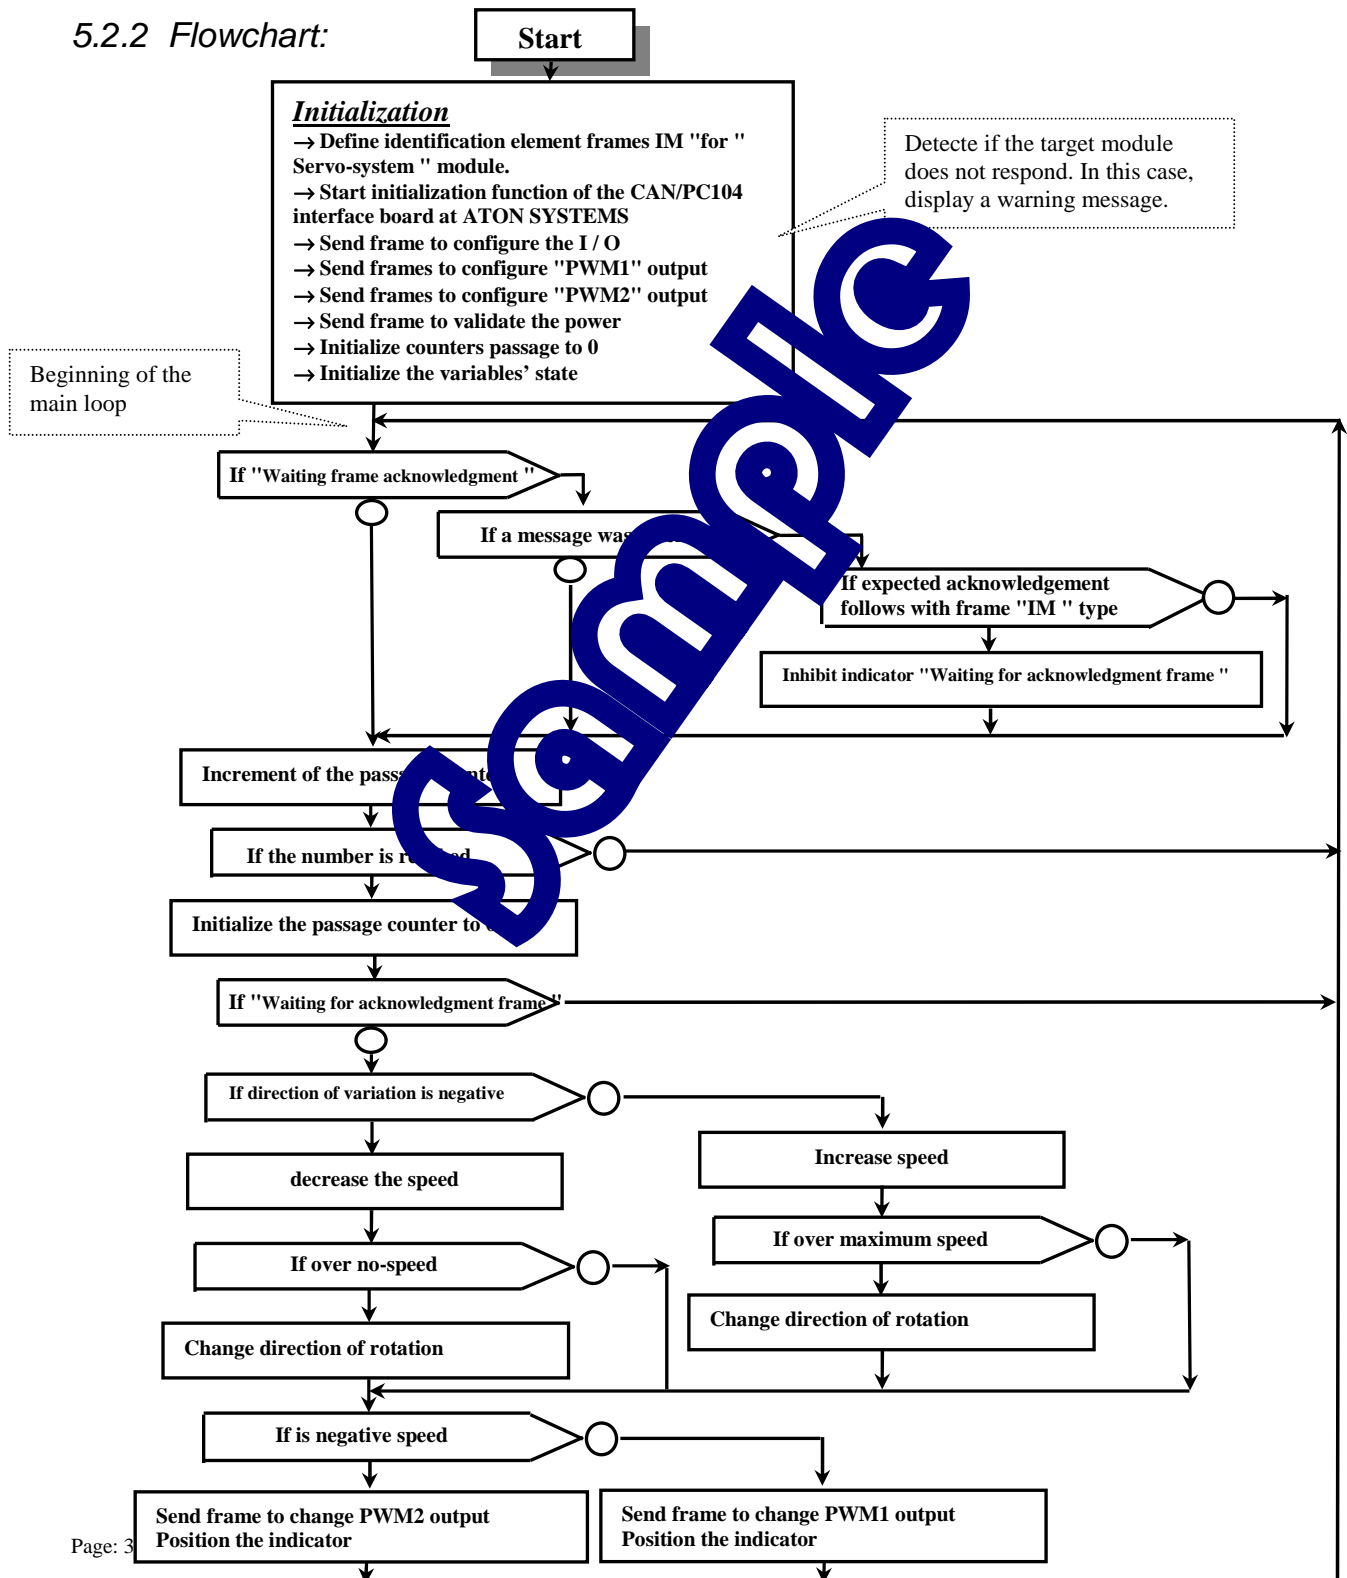 5.2.2 Flowchart:
Start
Initialization
→ Define identification element frames IM "for "
Servo-system " module.
→ Start initialization function of the CAN/PC104
interface board at ATON SYSTEMS
→ Send frame to configure the I / O
→ Send frames to configure "PWM1" output
→ Send frames to configure "PWM2" output
→ Send frame to validate the power
→ Initialize counters passage to 0
→ Initialize the variables’ state
Detecte if the target module
does not respond. In this case,
display a warning message.
Beginning of the
main loop
If "Waiting frame acknowledgment "
If a message was
If expected acknowledgement
follows with frame "IM " type
Inhibit indicator "Waiting for acknowledgment frame "
Increment of the
If the number is
Initialize the passage counter to
If "Waiting for acknowledgment frame "
If direction of variation is negative
decrease the speed
Increase speed
If over no-speed
If over maximum speed
Change direction of rotation
Change direction of rotation
If is negative speed
Send frame to change PWM2 output
Position the indicator
Send frame to change PWM1 output
Position the indicator
Page: 3
Sample